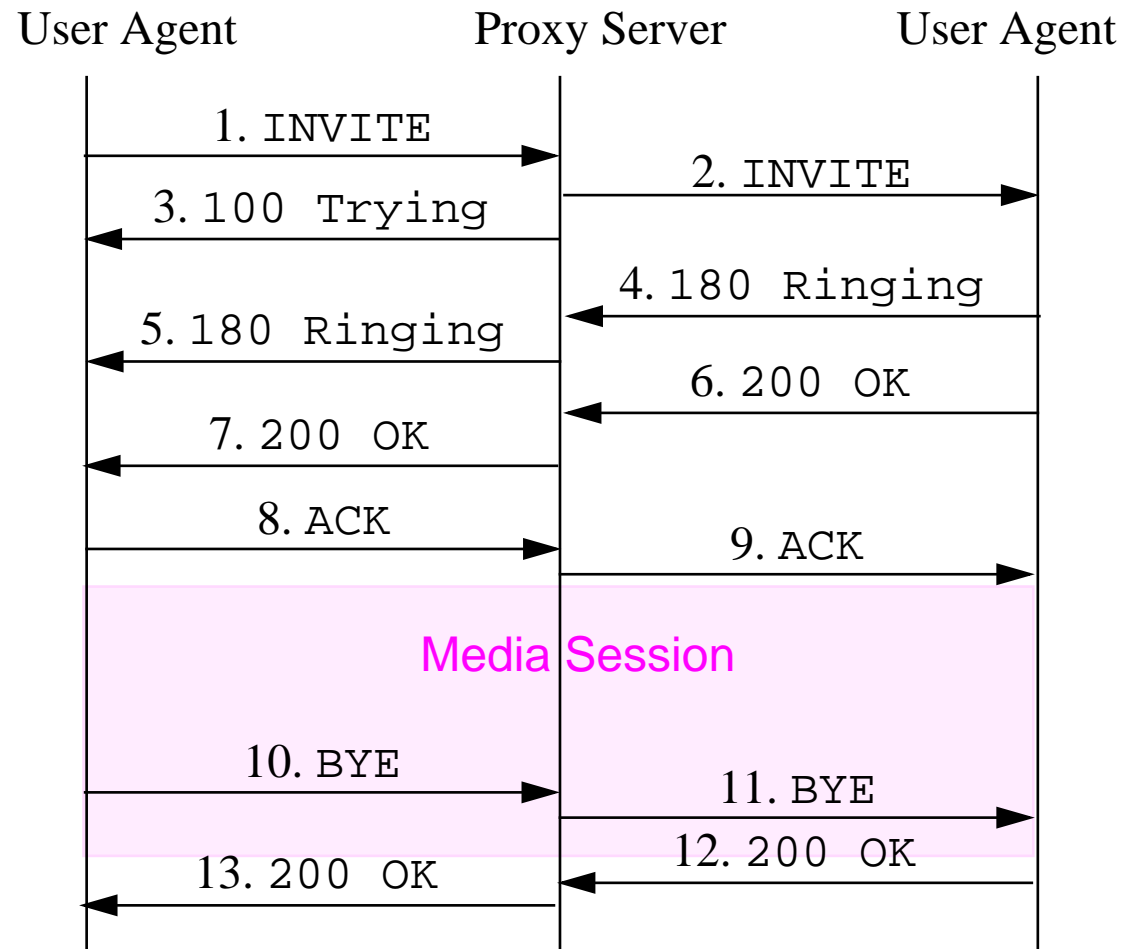 User Agent
Proxy Server
User Agent
1. INVITE
2. INVITE
3. 100 Trying
4. 180 Ringing
5. 180 Ringing
6. 200 OK
7. 200 OK
8. ACK
9. ACK
Media Session
10. BYE
11. BYE
12. 200 OK
13. 200 OK